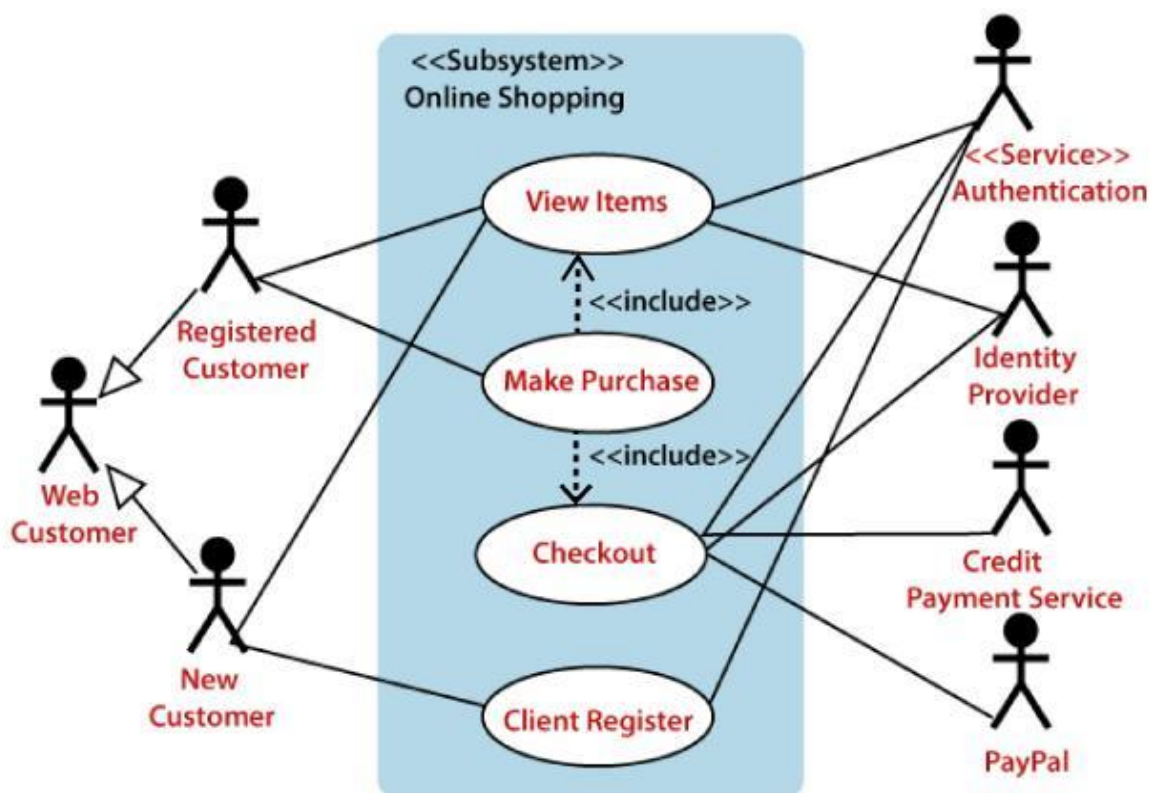 <<Subsystem>>
Online Shopping
View Items
<<include>>
Make Purchase
<<include>>
Checkout
Client Register
Registered
Customer
Web
Customer
New
Customer
<<Service>>
Authentication
Identity
Provider
Credit
Payment Service
PayPal